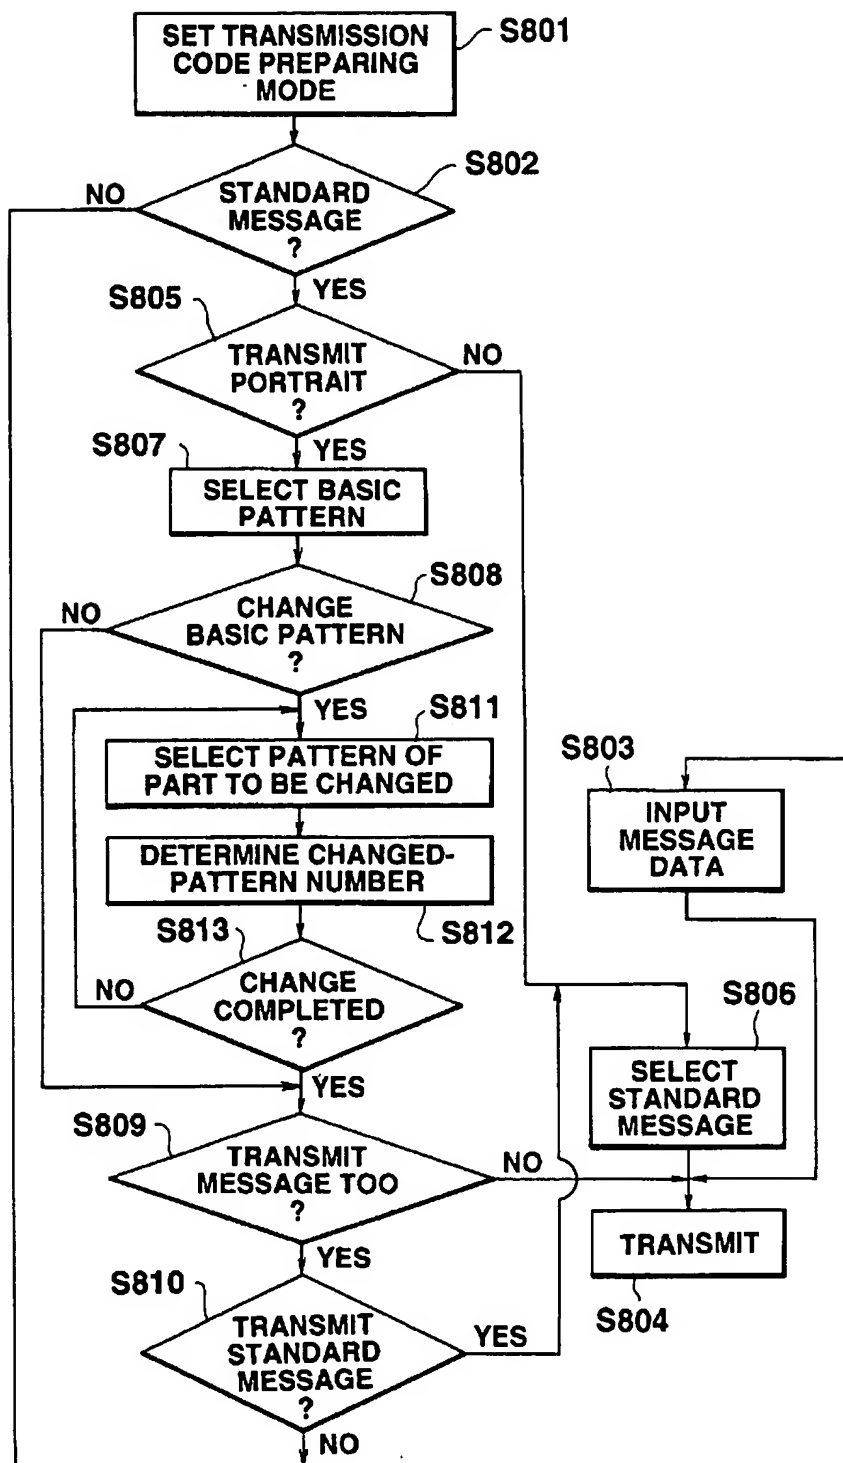 SET TRANSMISSION
CODE PREPARING
MODE
S801
S802
NO
STANDARD
MESSAGE
?
YES
S805
TRANSMIT
PORTRAIT
?
NO
YES
S807
SELECT BASIC
PATTERN
S808
NO
CHANGE
BASIC PATTERN
?
YES
S811
SELECT PATTERN OF
PART TO BE CHANGED
S803
INPUT
MESSAGE
DATA
DETERMINE CHANGED-
PATTERN NUMBER
S812
S813
NO
CHANGE
COMPLETED
?
YES
S806
SELECT
STANDARD
MESSAGE
S809
TRANSMIT
MESSAGE TOO
?
NO
YES
TRANSMIT
S804
S810
TRANSMIT
STANDARD
MESSAGE
?
YES
NO